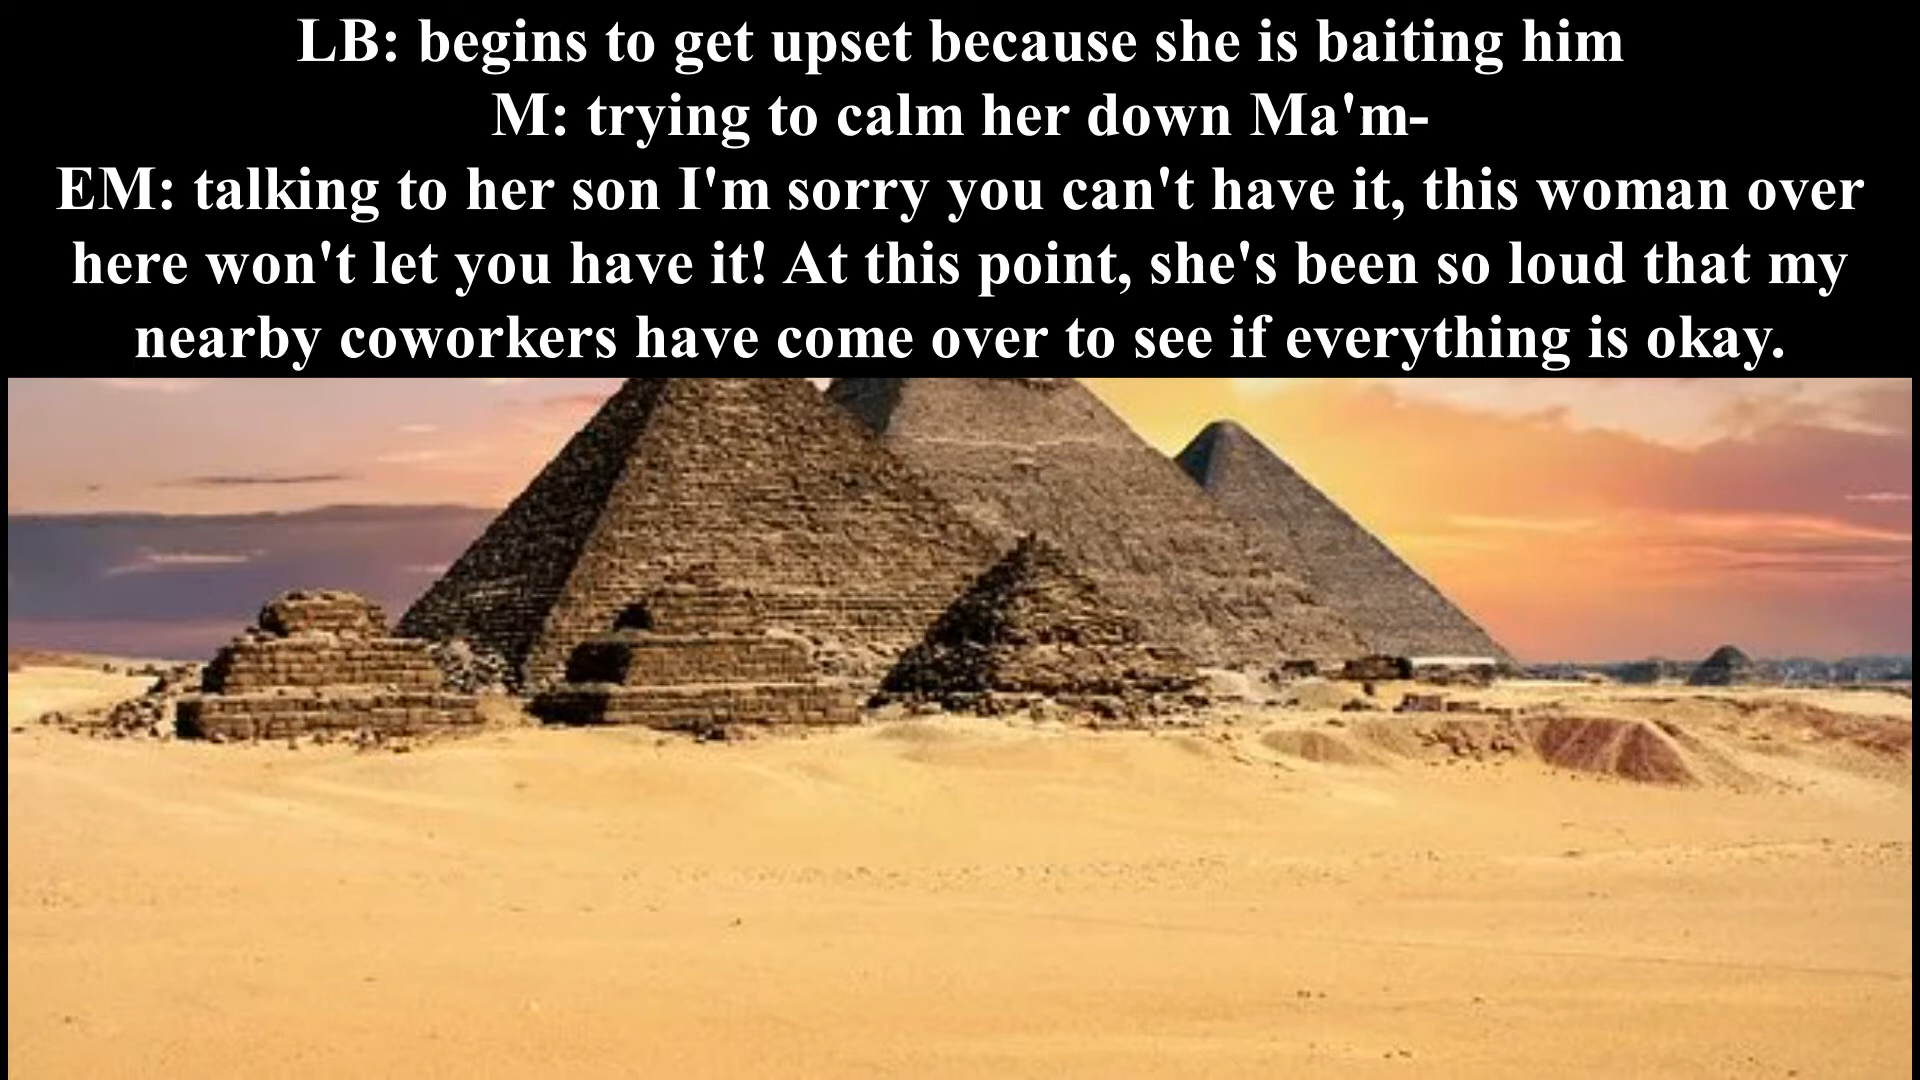 LB: begins to get upset because she is baiting him
M: trying to calm her down Ma'm-
EM: talking to her son I'm sorry you can't have it, this woman over
here won't let you have it! At this point, she's been so loud that my
nearby coworkers have come over to see if everything is okay.